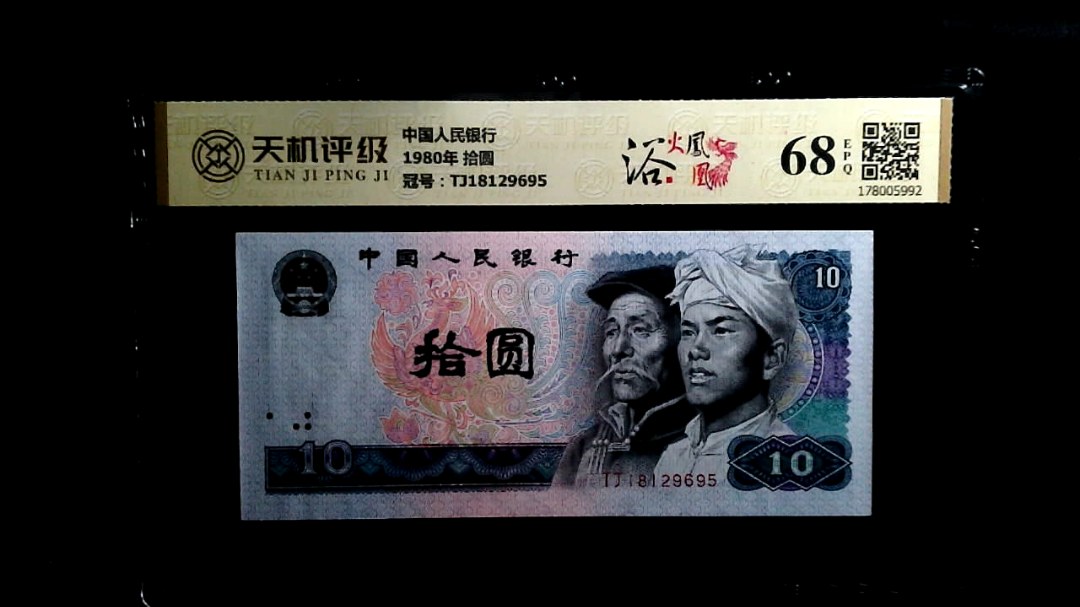 天机评级
TIAN JI PING JI
中国人民银行
1980年 拾圆
冠号：TJ18129695
浴火凤凰
68
EPQ
178005992
中国人民银行
10
拾圆
10
TJ18129695
10